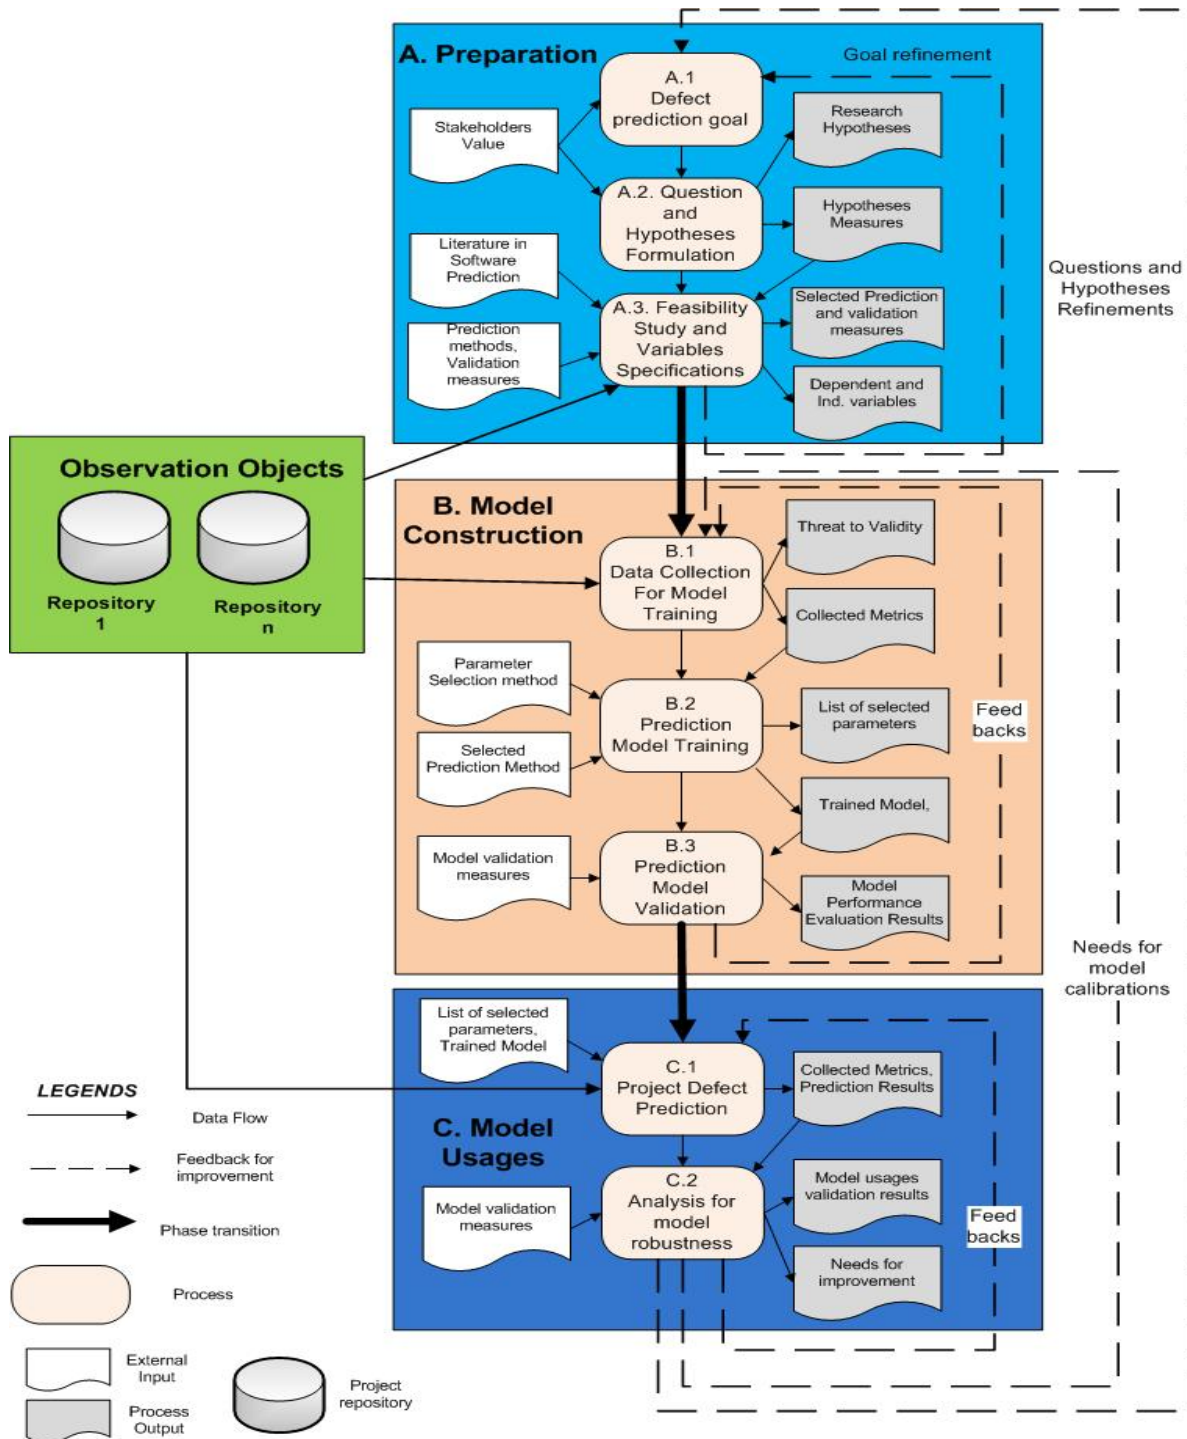 A. Preparation
Goal refinement
A.1
Defect
prediction goal
Stakeholders
Value
Research
Hypotheses
A.2. Question
and
Hypotheses
Formulation
Hypotheses
Measures
Literature in
Software
Prediction
Questions and
Hypotheses
Refinements
A.3. Feasibility
Study and
Variables
Specifications
Selected Prediction
and validation
measures
Prediction
methods,
Validation
measures
Dependent and
Ind. variables
Observation Objects
Repository
1
Repository
n
B. Model
Construction
B.1
Data Collection
For Model
Training
Threat to Validity
Collected Metrics
Parameter
Selection method
B.2
Prediction
Model Training
List of selected
parameters
Feed
backs
Selected
Prediction Method
Trained Model,
B.3
Prediction
Model
Validation
Model validation
measures
Model
Performance
Evaluation Results
Needs for
model
calibrations
List of selected
parameters,
Trained Model
C.1
Project Defect
Prediction
Collected Metrics,
Prediction Results
C. Model
Usages
C.2
Analysis for
model
robustness
Model validation
measures
Model usages
validation results
Feed
backs
Needs for
improvement
LEGENDS
Data Flow
Feedback for
improvement
Phase transition
Process
External
Input
Process
Output
Project
repository